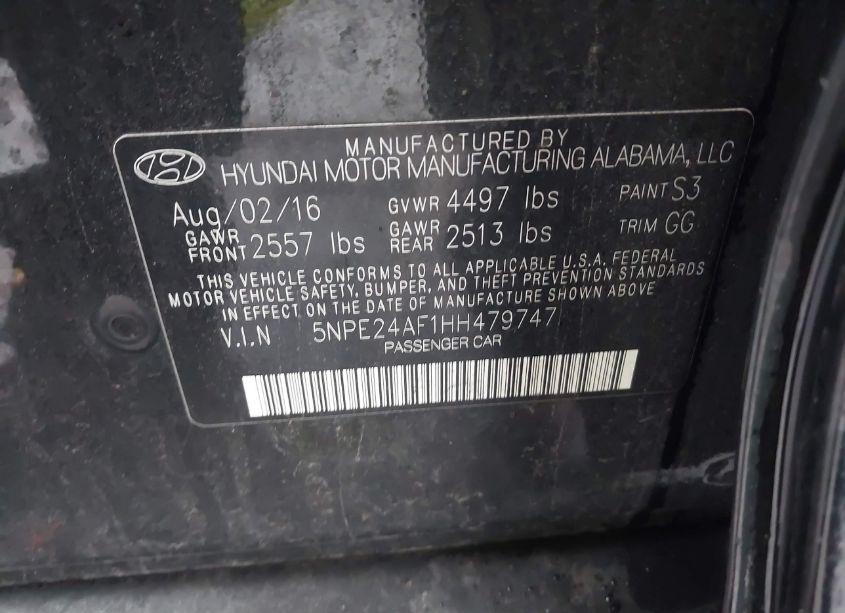 MANUFACTURED BY
HYUNDAI MOTOR MANUFACTURING ALABAMA, LLC
Aug/02/16 GVWR 4497 lbs PAINT S3
GAWR FRONT 2557 lbs GAWR REAR 2513 lbs TRIM GG
THIS VEHICLE CONFORMS TO ALL APPLICABLE U.S.A. FEDERAL
MOTOR VEHICLE SAFETY, BUMPER, AND THEFT PREVENTION STANDARDS
IN EFFECT ON THE DATE OF MANUFACTURE SHOWN ABOVE
V.I.N 5NPE24AF1HH479747
PASSENGER CAR